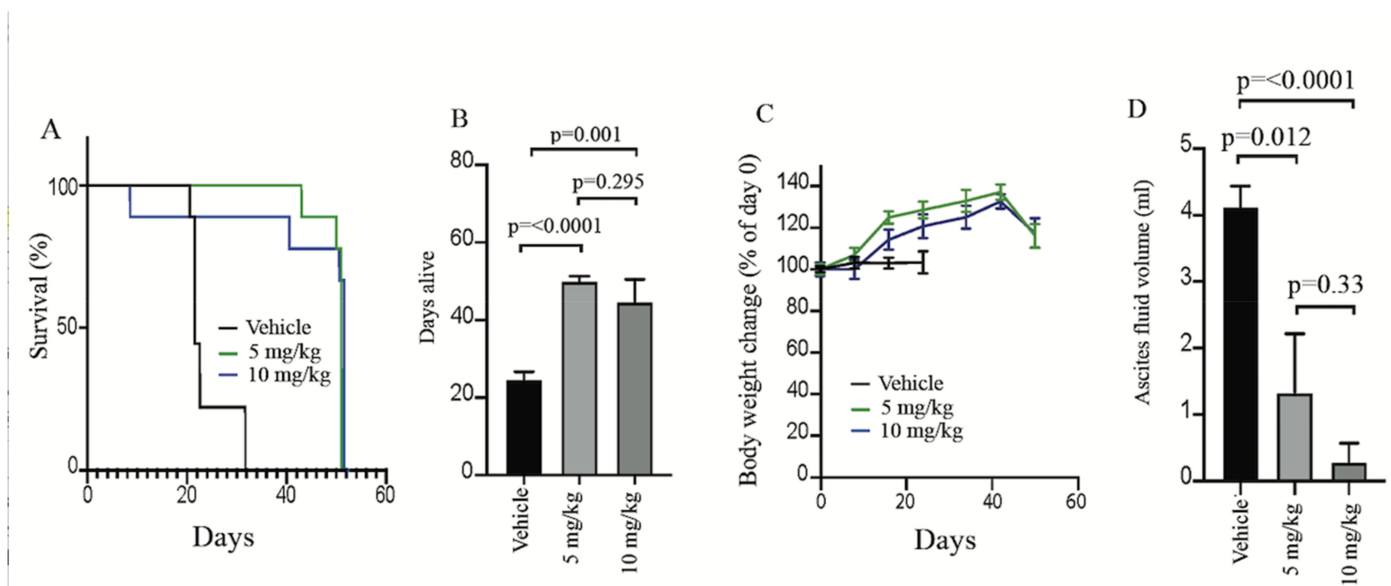 A
Survival (%)
100
50
0
0 20 40 60
Days
Vehicle
5 mg/kg
10 mg/kg
B
p=0.001
p=0.295
p=<0.0001
Days alive
80
60
40
20
0
Vehicle
5 mg/kg
10 mg/kg
C
Body weight change (% of day 0)
140
120
100
80
60
40
20
0
0 20 40 60
Days
Vehicle
5 mg/kg
10 mg/kg
D
p=<0.0001
p=0.012
p=0.33
Ascites fluid volume (ml)
5
4
3
2
1
0
Vehicle
5 mg/kg
10 mg/kg